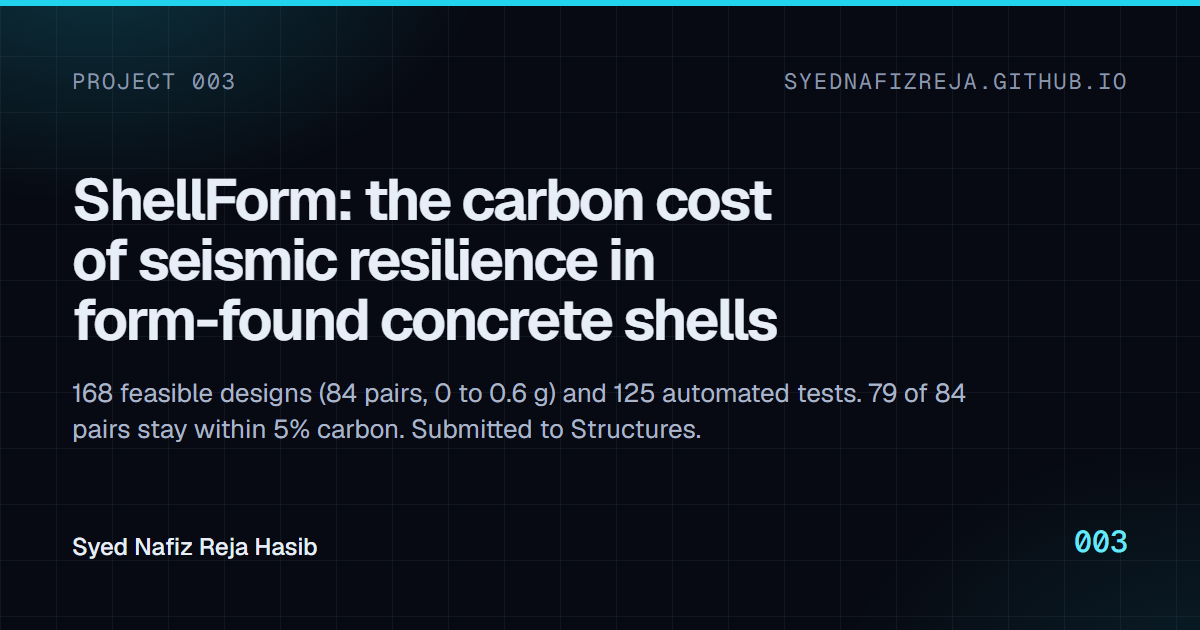 PROJECT 003
SYEDNAFIZREJA.GITHUB.IO
ShellForm: the carbon cost
of seismic resilience in
form-found concrete shells
168 feasible designs (84 pairs, 0 to 0.6 g) and 125 automated tests. 79 of 84
pairs stay within 5% carbon. Submitted to Structures.
Syed Nafiz Reja Hasib
003